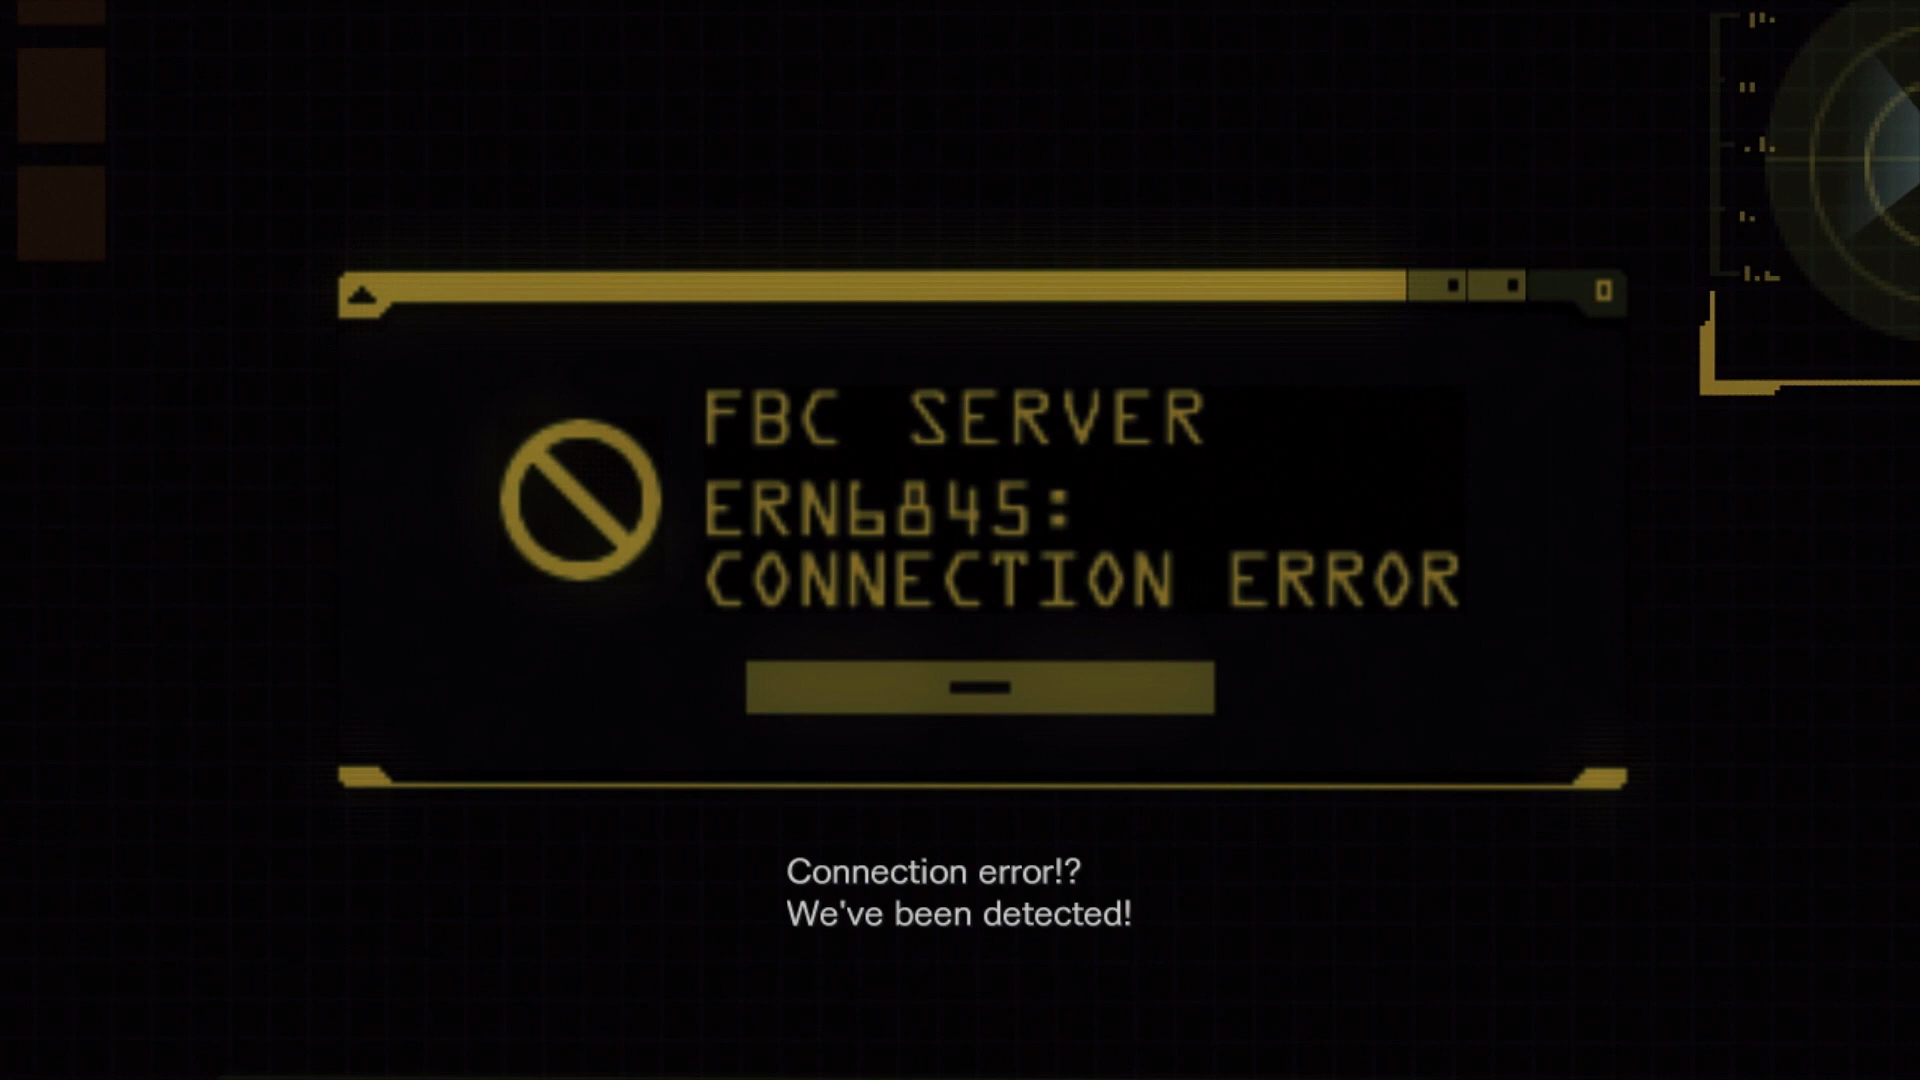 FBC SERVER
ERN6845:
CONNECTION ERROR
Connection error!?
We've been detected!